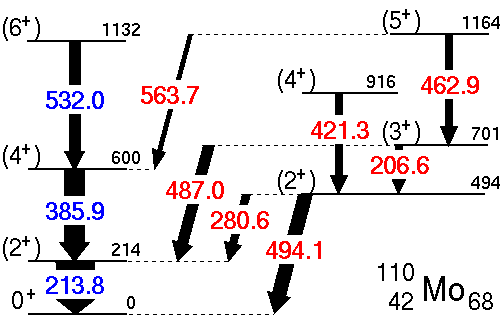 (6⁺) 1132 (5⁺) 1164
532.0 563.7 (4⁺) 916 462.9
(4⁺) 600 421.3 (3⁺) 701
385.9 487.0 (2⁺) 206.6 494
(2⁺) 214 280.6
213.8 494.1
0⁺ 0
110
42 Mo 68